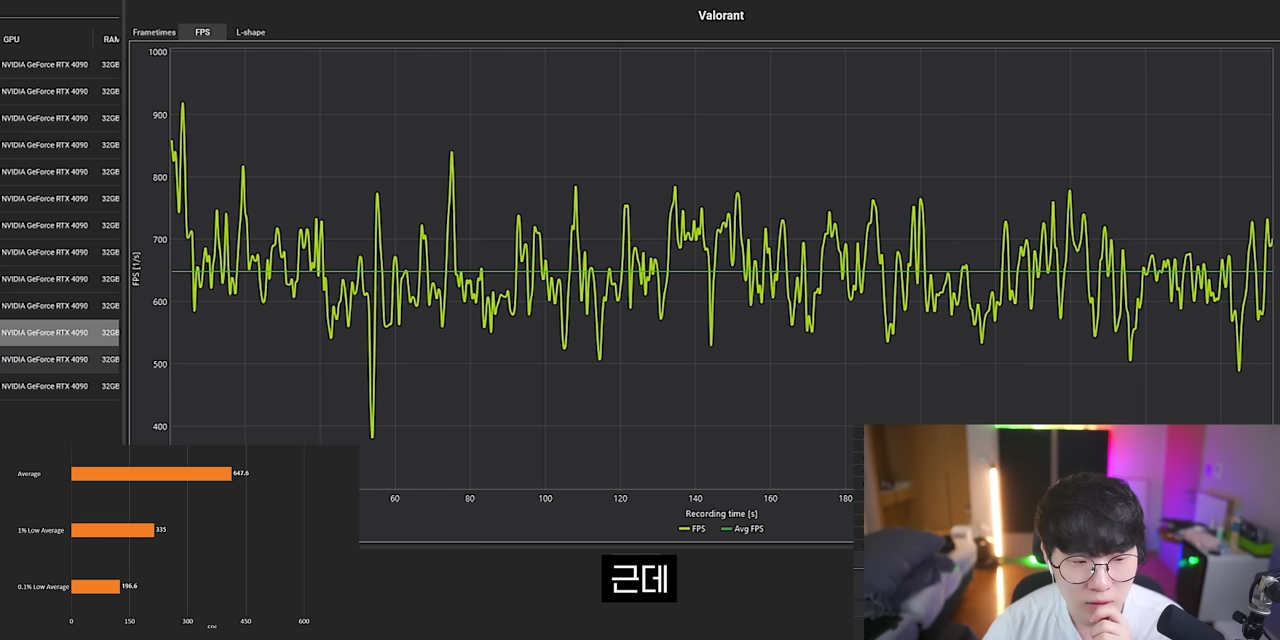 Valorant
Frametimes FPS L-shape
GPU RAM
NVIDIA GeForce RTX 4090 32GB
NVIDIA GeForce RTX 4090 32GB
NVIDIA GeForce RTX 4090 32GB
NVIDIA GeForce RTX 4090 32GB
NVIDIA GeForce RTX 4090 32GB
NVIDIA GeForce RTX 4090 32GB
NVIDIA GeForce RTX 4090 32GB
NVIDIA GeForce RTX 4090 32GB
NVIDIA GeForce RTX 4090 32GB
NVIDIA GeForce RTX 4090 32GB
NVIDIA GeForce RTX 4090 32GB
NVIDIA GeForce RTX 4090 32GB
NVIDIA GeForce RTX 4090 32GB
1000
900
800
700
600
500
400
FPS [1/s]
60 80 100 120 140 160 180
Recording time [s]
FPS Avg FPS
Average 647.6
1% Low Average 335
0.1% Low Average 196.6
0 150 300 450 600
FPS
근데